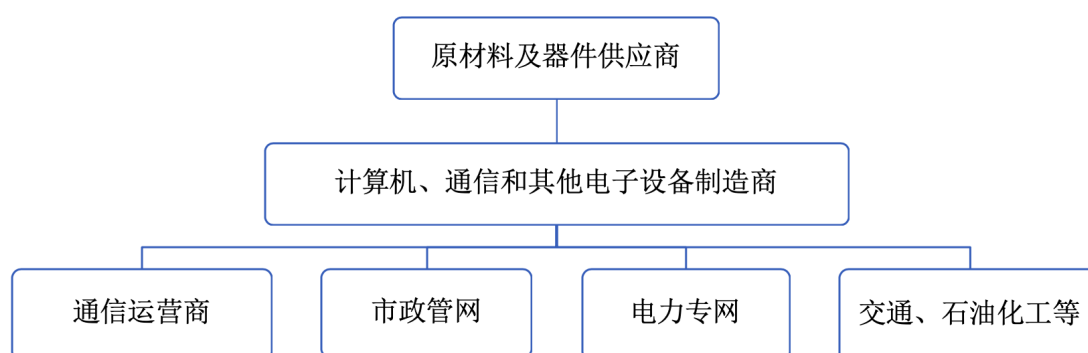 原材料及器件供应商
计算机、通信和其他电子设备制造商
通信运营商
市政管网
电力专网
交通、石油化工等